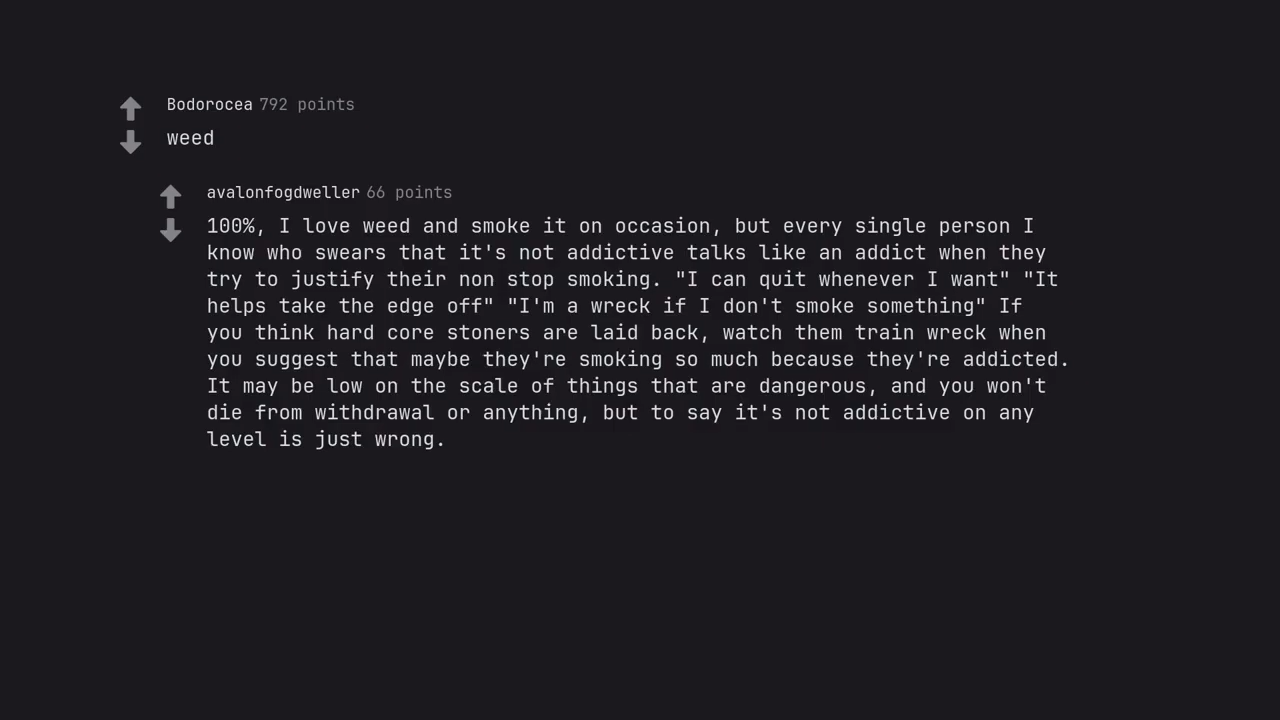 Bodorocea 792 points
weed
avalonfogdweller 66 points
100%, I love weed and smoke it on occasion, but every single person I
know who swears that it's not addictive talks like an addict when they
try to justify their non stop smoking. "I can quit whenever I want" "It
helps take the edge off" "I'm a wreck if I don't smoke something" If
you think hard core stoners are laid back, watch them train wreck when
you suggest that maybe they're smoking so much because they're addicted.
It may be low on the scale of things that are dangerous, and you won't
die from withdrawal or anything, but to say it's not addictive on any
level is just wrong.